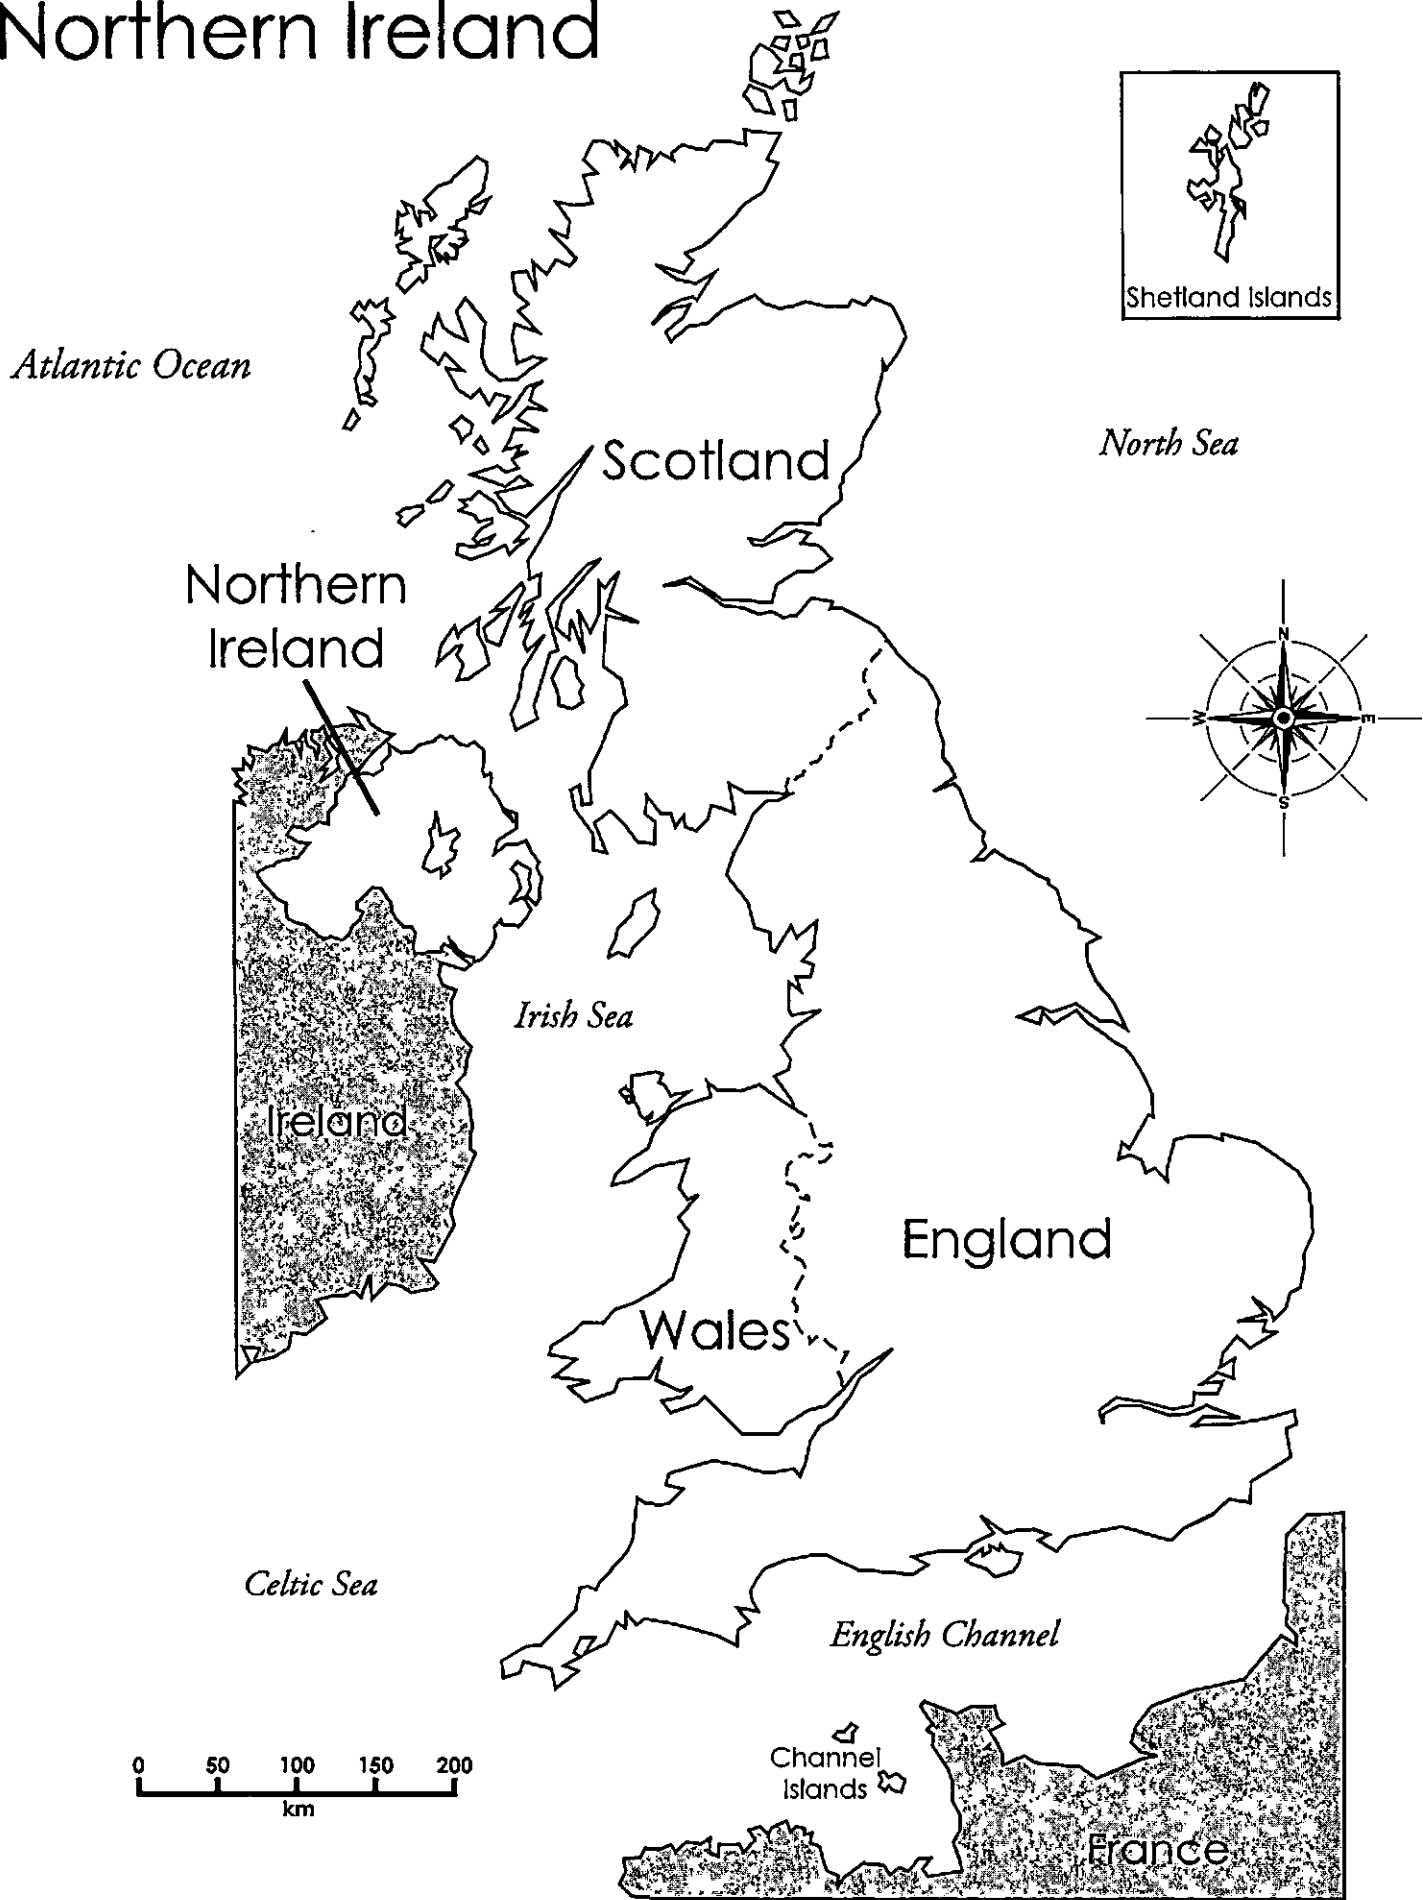 Northern Ireland
Shetland Islands
Atlantic Ocean
North Sea
Scotland
Northern
Ireland
N
W
E
S
Irish Sea
Ireland
England
Wales
Celtic Sea
English Channel
0 50 100 150 200
km
Channel
Islands
France